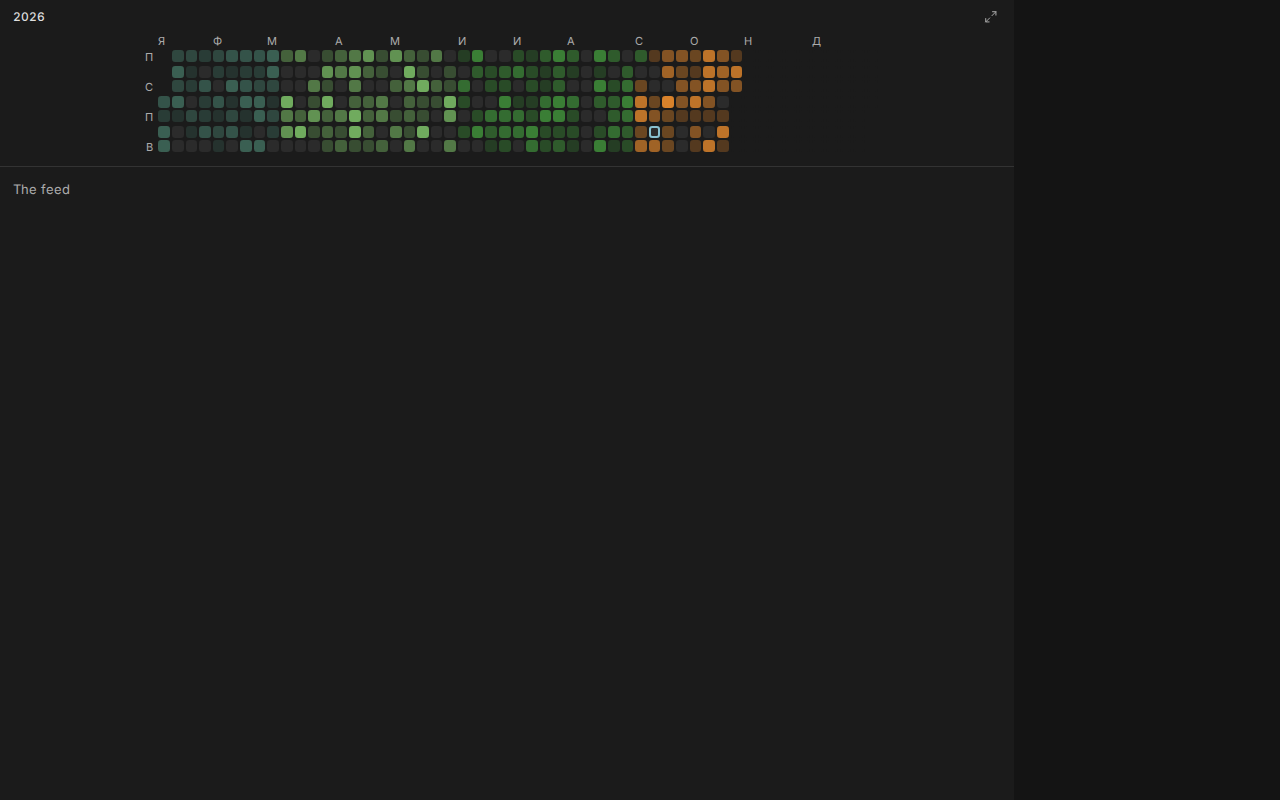 2026
Я Ф М А М И И А С О Н Д
П
С
П
В
The feed